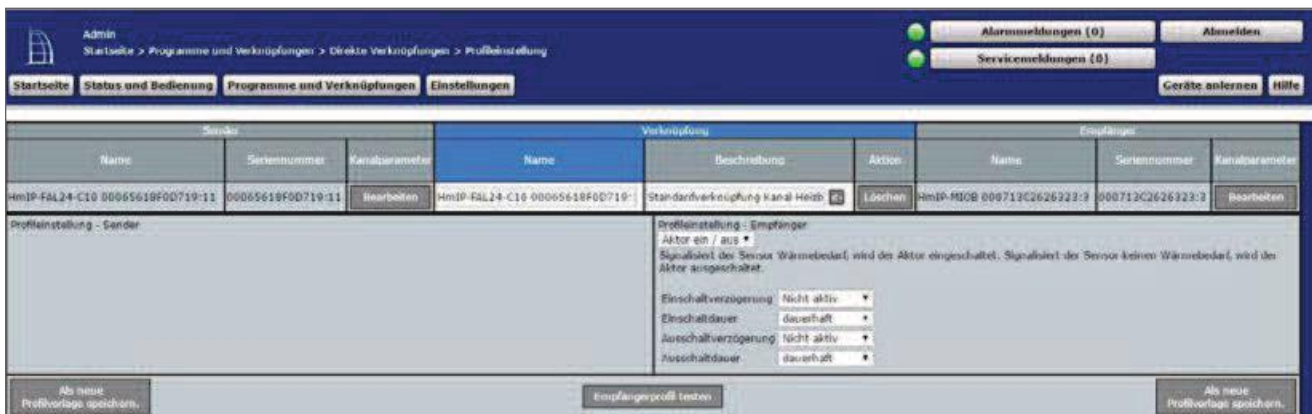 Admin
Startseite > Programme und Verknüpfungen > Direkte Verknüpfungen > Profileinstellung
Alarmmeldungen (0)
Abmelden
Servicemeldungen (0)
Startseite
Status und Bedienung
Programme und Verknüpfungen
Einstellungen
Geräte anlernen
Hilfe
Sender
Verknüpfung
Empfänger
Name
Seriennummer
Kanalparameter
Name
Beschreibung
Aktion
Name
Seriennummer
Kanalparameter
HmIP-FAL24-C10 00065618F0D719:11
00065618F0D719:11
Bearbeiten
Standardverknüpfung Kanal Heizb
Löschen
HmIP-MIOB 000713C2626323:3
000713C2626323:3
Bearbeiten
Profileinstellung - Sender
Profileinstellung - Empfänger
Aktor ein / aus
Signalisiert der Sensor Wärmebedarf, wird der Aktor eingeschaltet. Signalisiert der Sensor keinen Wärmebedarf, wird der
Aktor ausgeschaltet.
Einschaltverzögerung Nicht aktiv
Einschaltdauer dauerhaft
Ausschaltverzögerung Nicht aktiv
Ausschaltdauer dauerhaft
Als neue
Profilvorlage speichern.
Empfängerprofil testen
Als neue
Profilvorlage speichern.